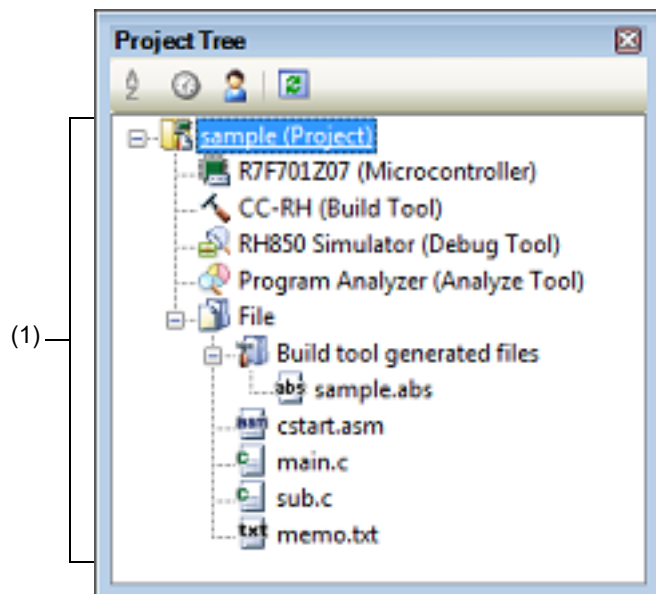 Project Tree
sample (Project)
R7F701Z07 (Microcontroller)
CC-RH (Build Tool)
RH850 Simulator (Debug Tool)
Program Analyzer (Analyze Tool)
(1)
File
Build tool generated files
abs sample.abs
asm cstart.asm
c main.c
c sub.c
txt memo.txt